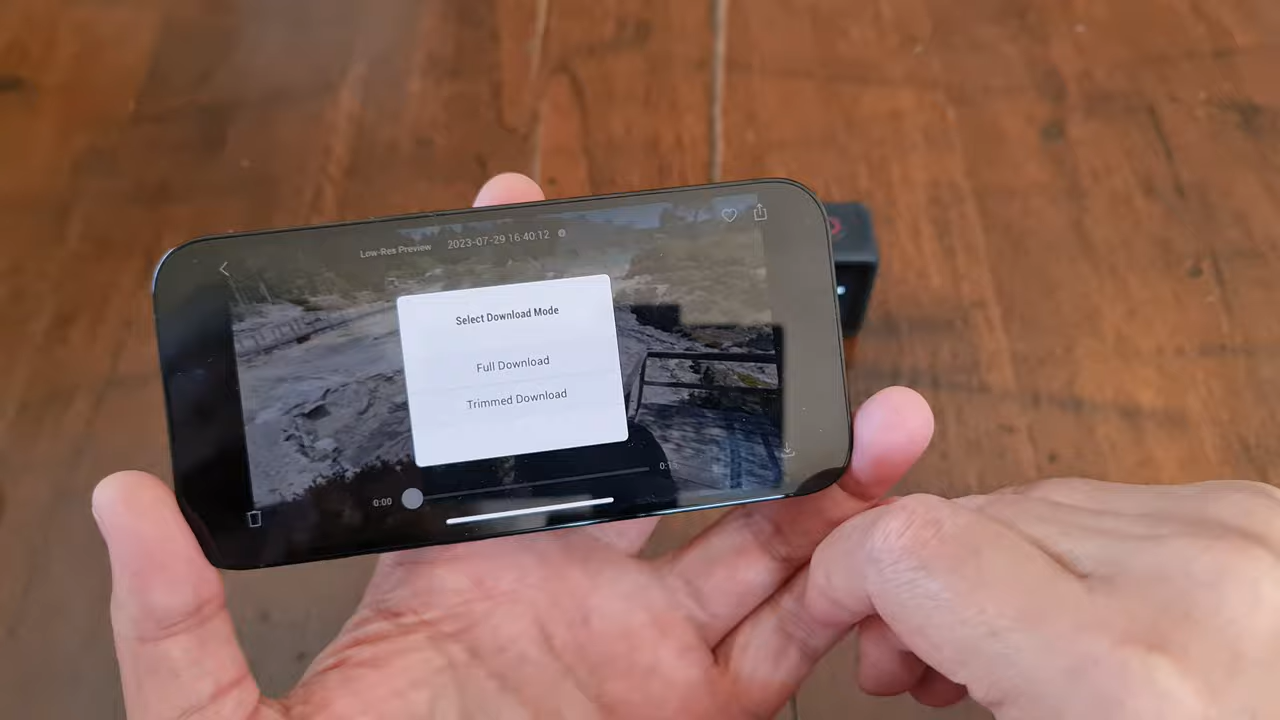 Low-Res Preview 2023-07-29 16:40:12
Select Download Mode
Full Download
Trimmed Download
0:00